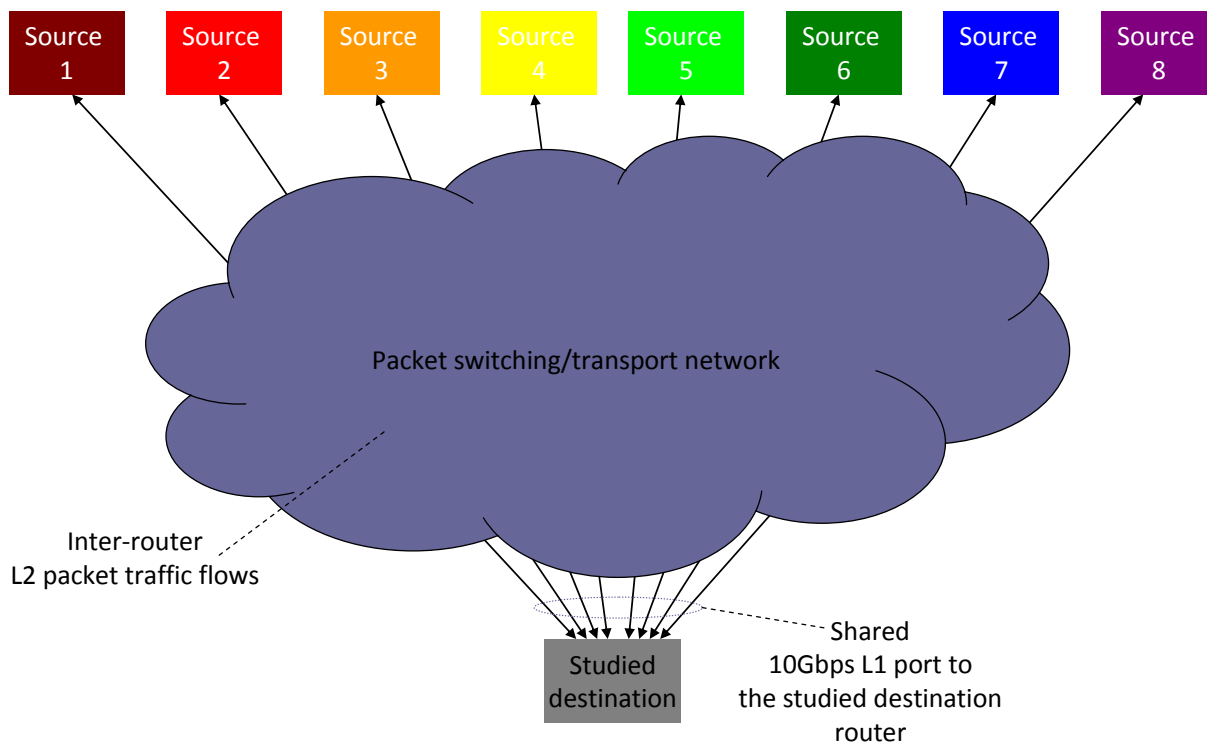 Source
1
Source
2
Source
3
Source
4
Source
5
Source
6
Source
7
Source
8
Packet switching/transport network
Inter-router
L2 packet traffic flows
Studied
destination
Shared
10Gbps L1 port to
the studied destination
router